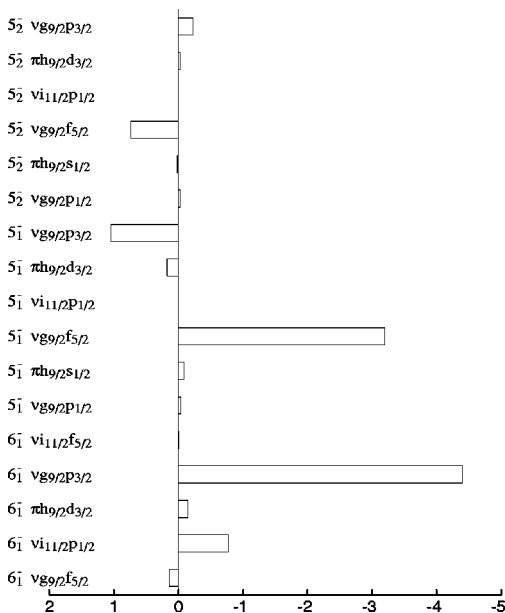 5₂⁻ νg₉/₂p₃/₂
5₂⁻ πh₉/₂d₃/₂
5₂⁻ νi₁₁/₂p₁/₂
5₂⁻ νg₉/₂f₅/₂
5₂⁻ πh₉/₂s₁/₂
5₂⁻ νg₉/₂p₁/₂
5₁⁻ νg₉/₂p₃/₂
5₁⁻ πh₉/₂d₃/₂
5₁⁻ νi₁₁/₂p₁/₂
5₁⁻ νg₉/₂f₅/₂
5₁⁻ πh₉/₂s₁/₂
5₁⁻ νg₉/₂p₁/₂
6₁⁻ νi₁₁/₂f₅/₂
6₁⁻ νg₉/₂p₃/₂
6₁⁻ πh₉/₂d₃/₂
6₁⁻ νi₁₁/₂p₁/₂
6₁⁻ νg₉/₂f₅/₂
2 1 0 -1 -2 -3 -4 -5